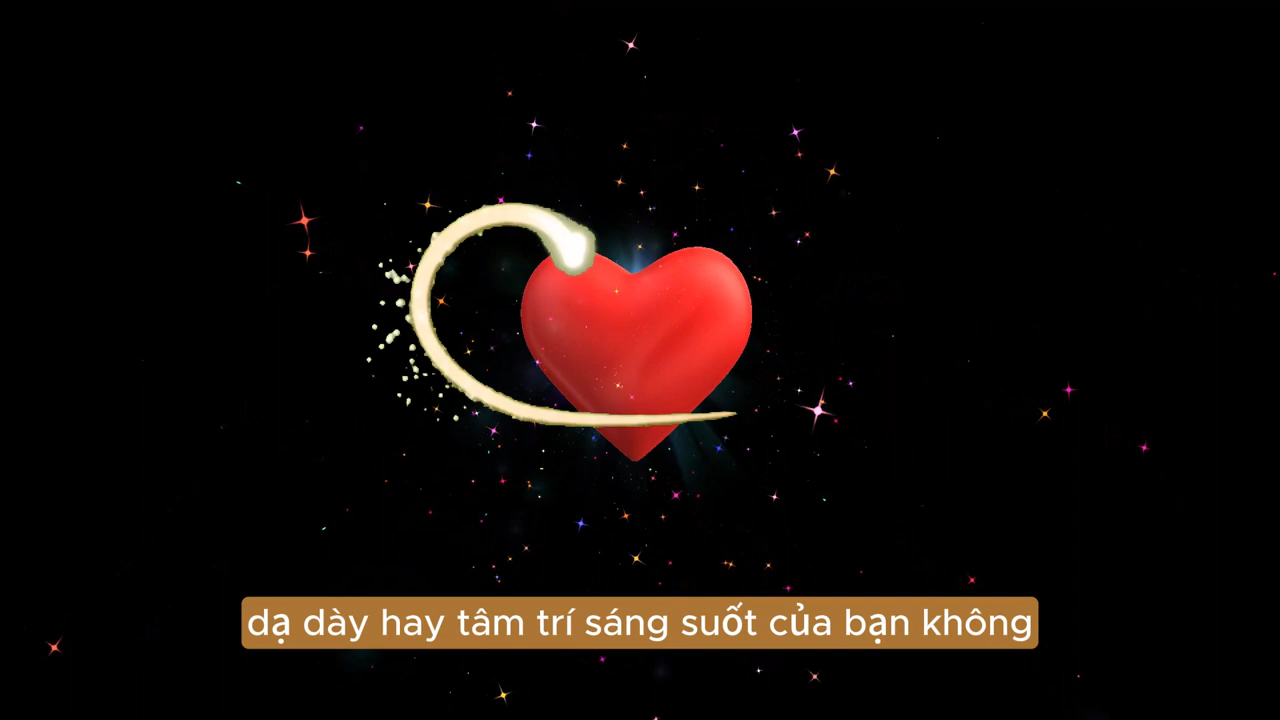 dạ dày hay tâm trí sáng suốt của bạn không